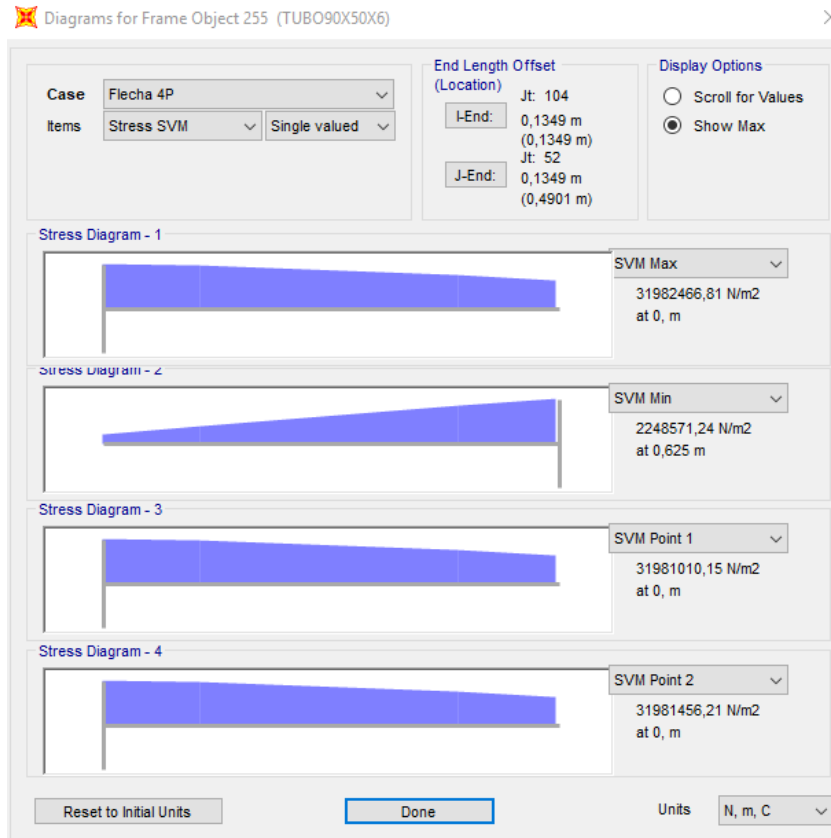 Diagrams for Frame Object 255 (TUBO90X50X6)
Case Flecha 4P
Items Stress SVM Single valued
End Length Offset
(Location)
Jt: 104
I-End: 0,1349 m
(0,1349 m)
Jt: 52
J-End: 0,1349 m
(0,4901 m)
Display Options
Scroll for Values
Show Max
Stress Diagram - 1
SVM Max
31982466,81 N/m2
at 0, m
Stress Diagram - 2
SVM Min
2248571,24 N/m2
at 0,625 m
Stress Diagram - 3
SVM Point 1
31981010,15 N/m2
at 0, m
Stress Diagram - 4
SVM Point 2
31981456,21 N/m2
at 0, m
Reset to Initial Units Done Units N, m, C